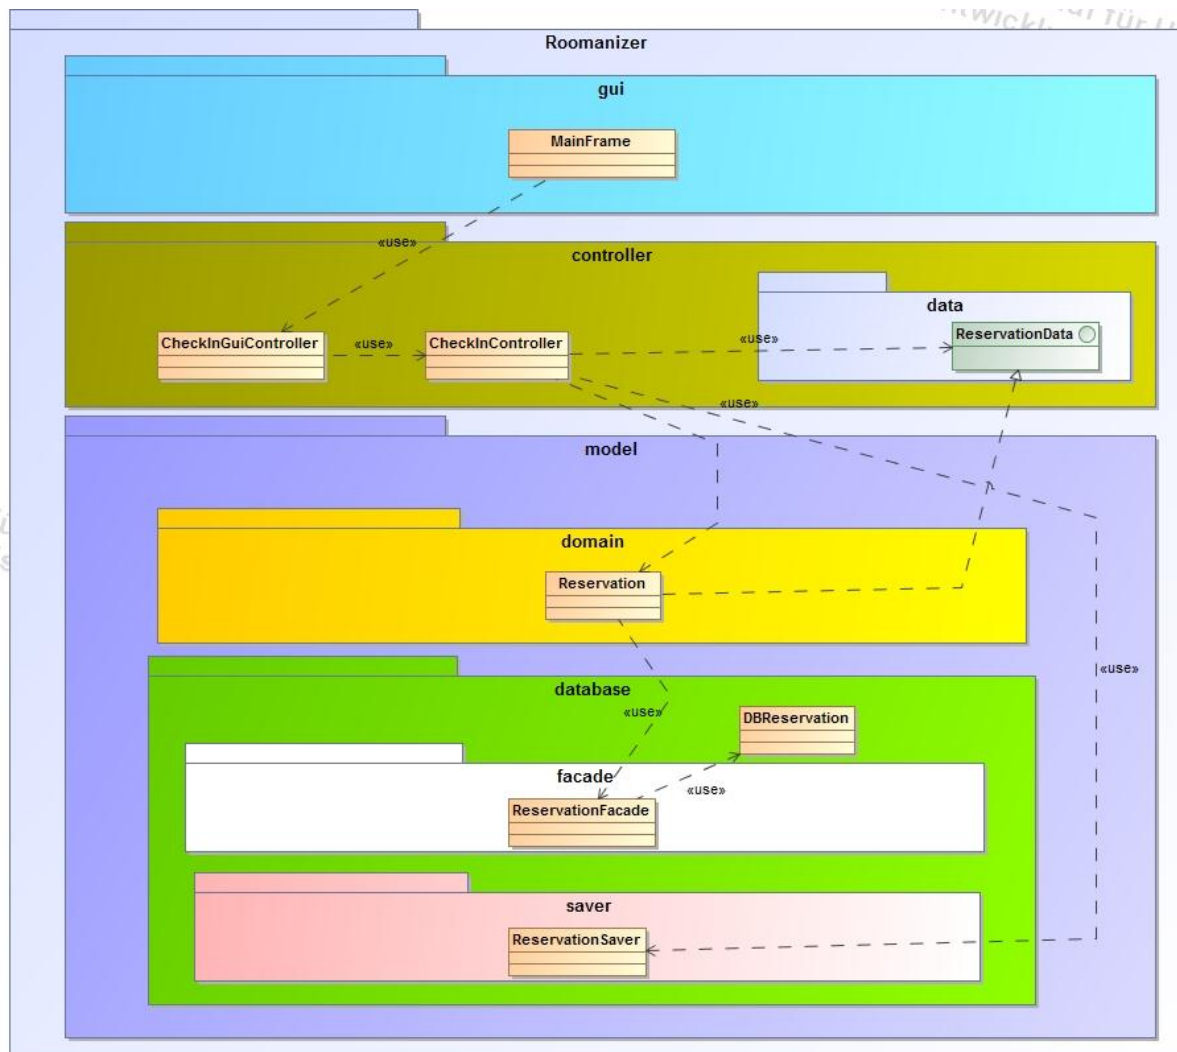 Roomanizer
gui
MainFrame
«use»
controller
data
ReservationData
CheckInGuiController
«use»
CheckInController
«use»
«use»
model
domain
Reservation
«use»
database
«use»
DBReservation
facade
«use»
ReservationFacade
saver
ReservationSaver